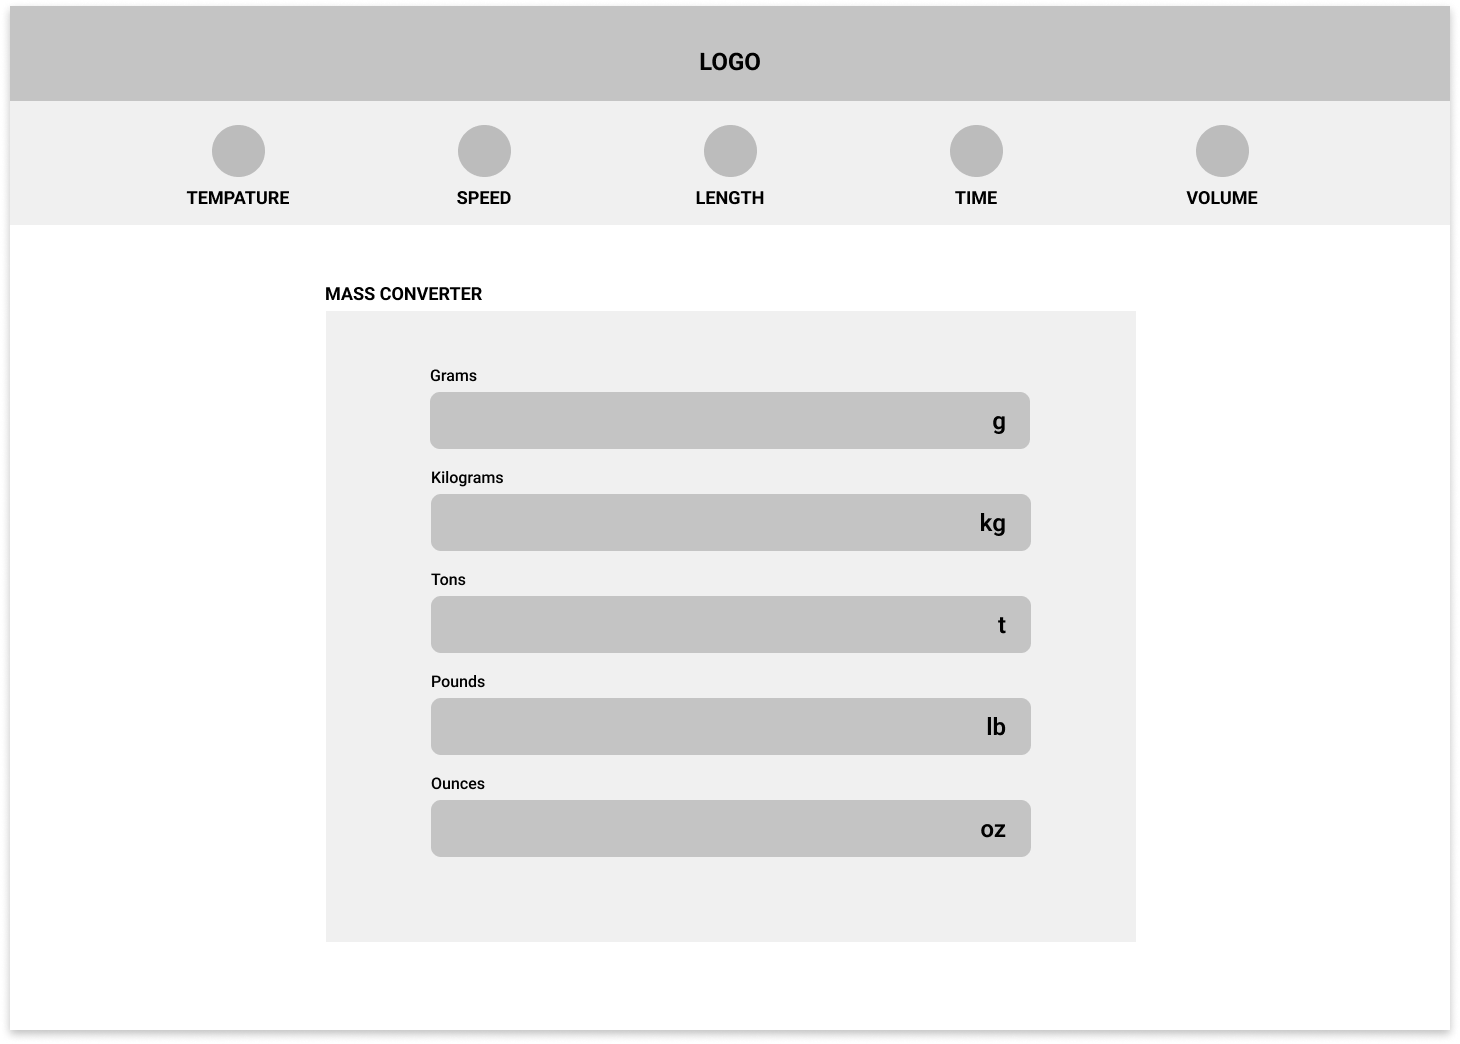 LOGO
TEMPATURE
SPEED
LENGTH
TIME
VOLUME
MASS CONVERTER
Grams
g
Kilograms
kg
Tons
t
Pounds
lb
Ounces
oz